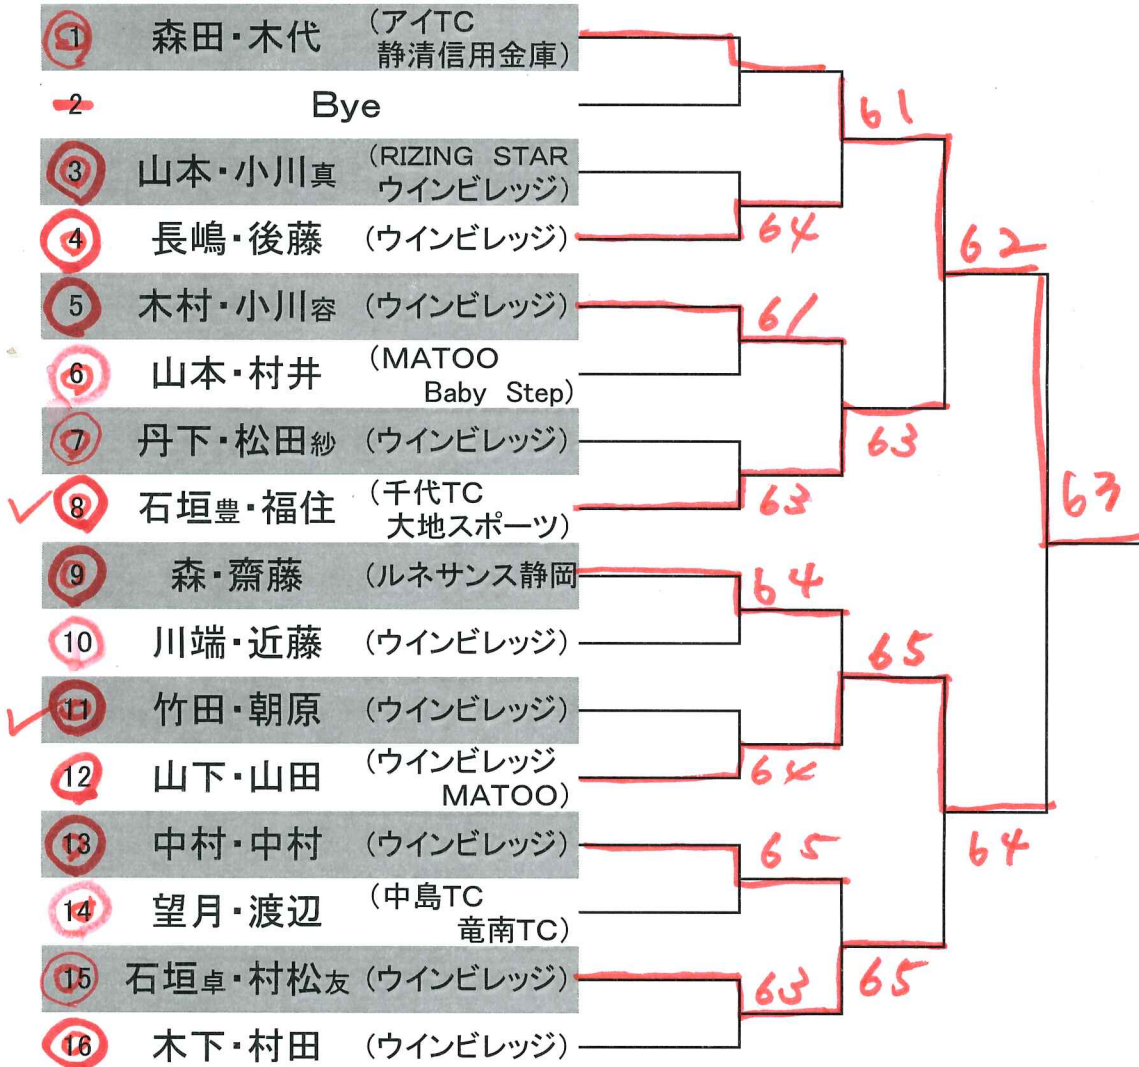 1 森田・木代 (アイTC
静清信用金庫)
61
2 Bye
3 山本・小川真 (RIZING STAR
ウインビレッジ)
4 長嶋・後藤 (ウインビレッジ)
64
62
5 木村・小川容 (ウインビレッジ)
61
6 山本・村井 (MATOO
Baby Step)
7 丹下・松田紗 (ウインビレッジ)
63
8 石垣豊・福住 (千代TC
大地スポーツ)
63
63
9 森・齋藤 (ルネサンス静岡
64
10 川端・近藤 (ウインビレッジ)
65
11 竹田・朝原 (ウインビレッジ)
12 山下・山田 (ウインビレッジ
MATOO)
64
13 中村・中村 (ウインビレッジ)
65
64
14 望月・渡辺 (中島TC
竜南TC)
15 石垣卓・村松友 (ウインビレッジ)
63
65
16 木下・村田 (ウインビレッジ)